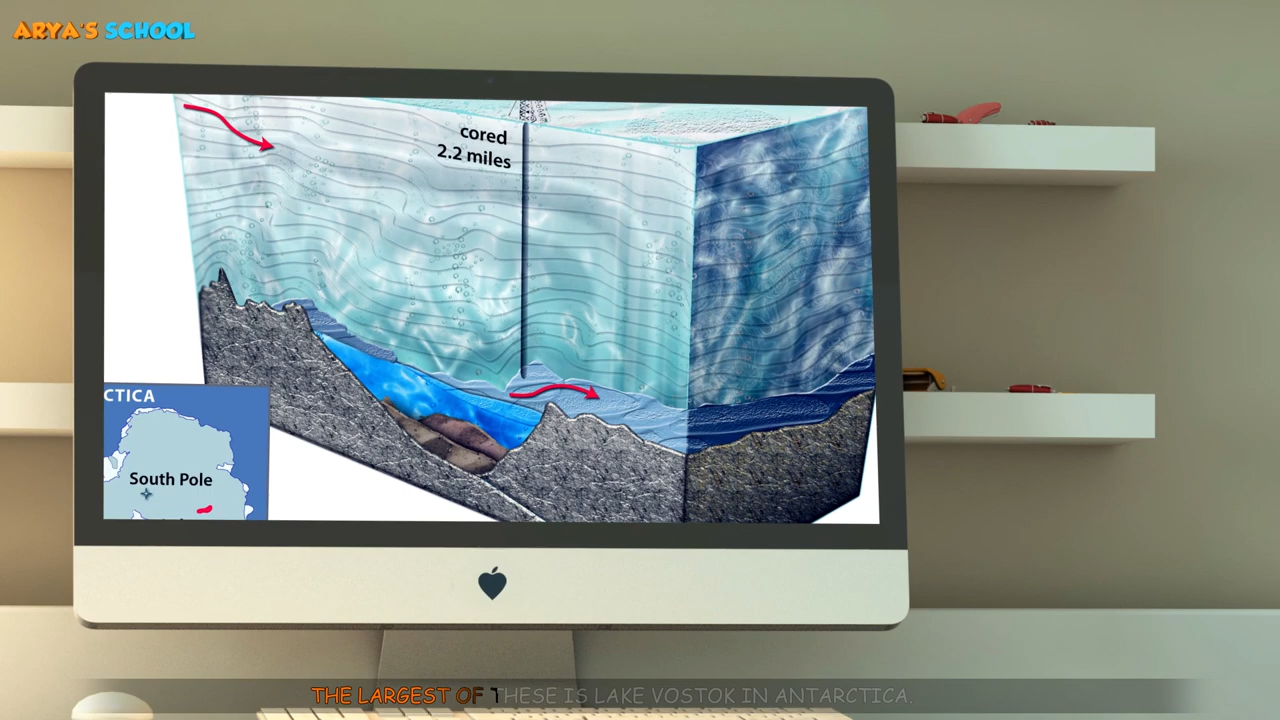 ARYA'S SCHOOL
cored
2.2 miles
CTICA
South Pole
THE LARGEST OF THESE IS LAKE VOSTOK IN ANTARCTICA.